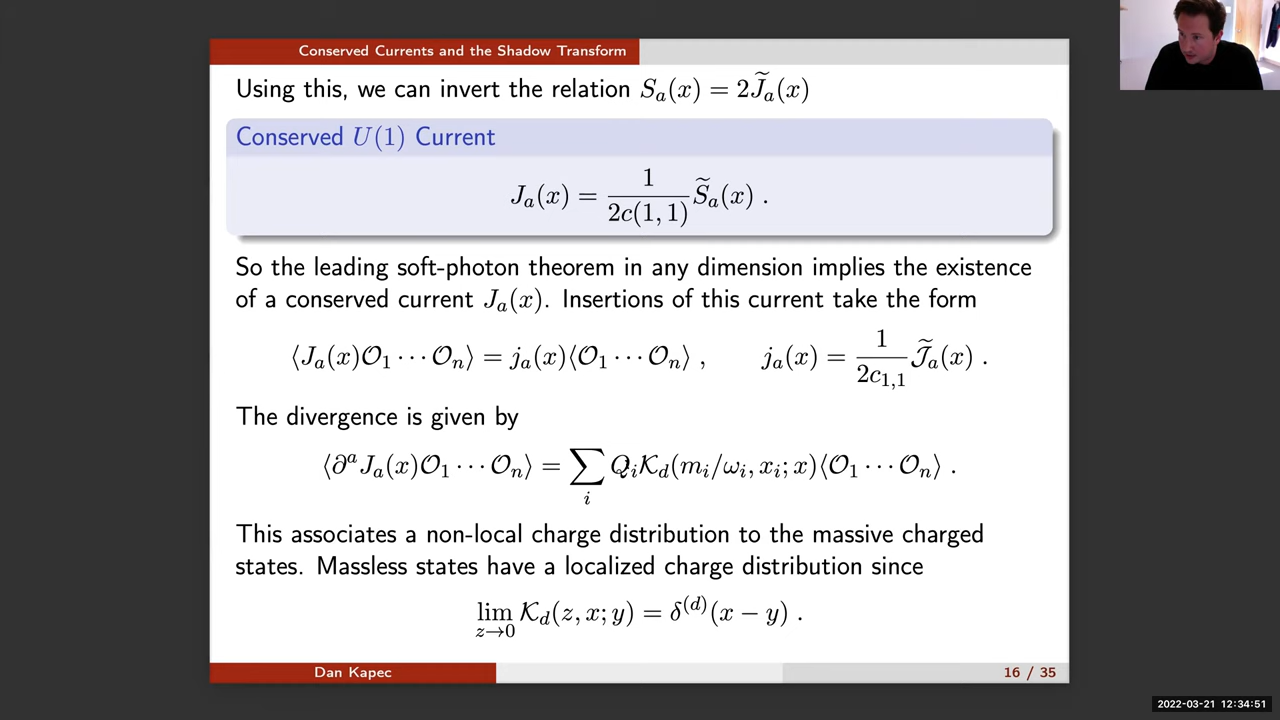 Conserved Currents and the Shadow Transform
Using this, we can invert the relation $S_a(x) = 2\widetilde{J}_a(x)$
Conserved $U(1)$ Current
$J_a(x) = \frac{1}{2c(1,1)}\widetilde{S}_a(x)$ .
So the leading soft-photon theorem in any dimension implies the existence
of a conserved current $J_a(x)$. Insertions of this current take the form
$\langle J_a(x)\mathcal{O}_1 \cdots \mathcal{O}_n\rangle = j_a(x)\langle \mathcal{O}_1 \cdots \mathcal{O}_n\rangle$ , $j_a(x) = \frac{1}{2c_{1,1}}\widetilde{\mathcal{J}}_a(x)$ .
The divergence is given by
$\langle \partial^a J_a(x)\mathcal{O}_1 \cdots \mathcal{O}_n\rangle = \sum_i Q_i \mathcal{K}_d(m_i/\omega_i, x_i; x)\langle \mathcal{O}_1 \cdots \mathcal{O}_n\rangle$ .
This associates a non-local charge distribution to the massive charged
states. Massless states have a localized charge distribution since
$\lim_{z\to 0} \mathcal{K}_d(z, x; y) = \delta^{(d)}(x - y)$ .
Dan Kapec
16 / 35
2022-03-21 12:34:51